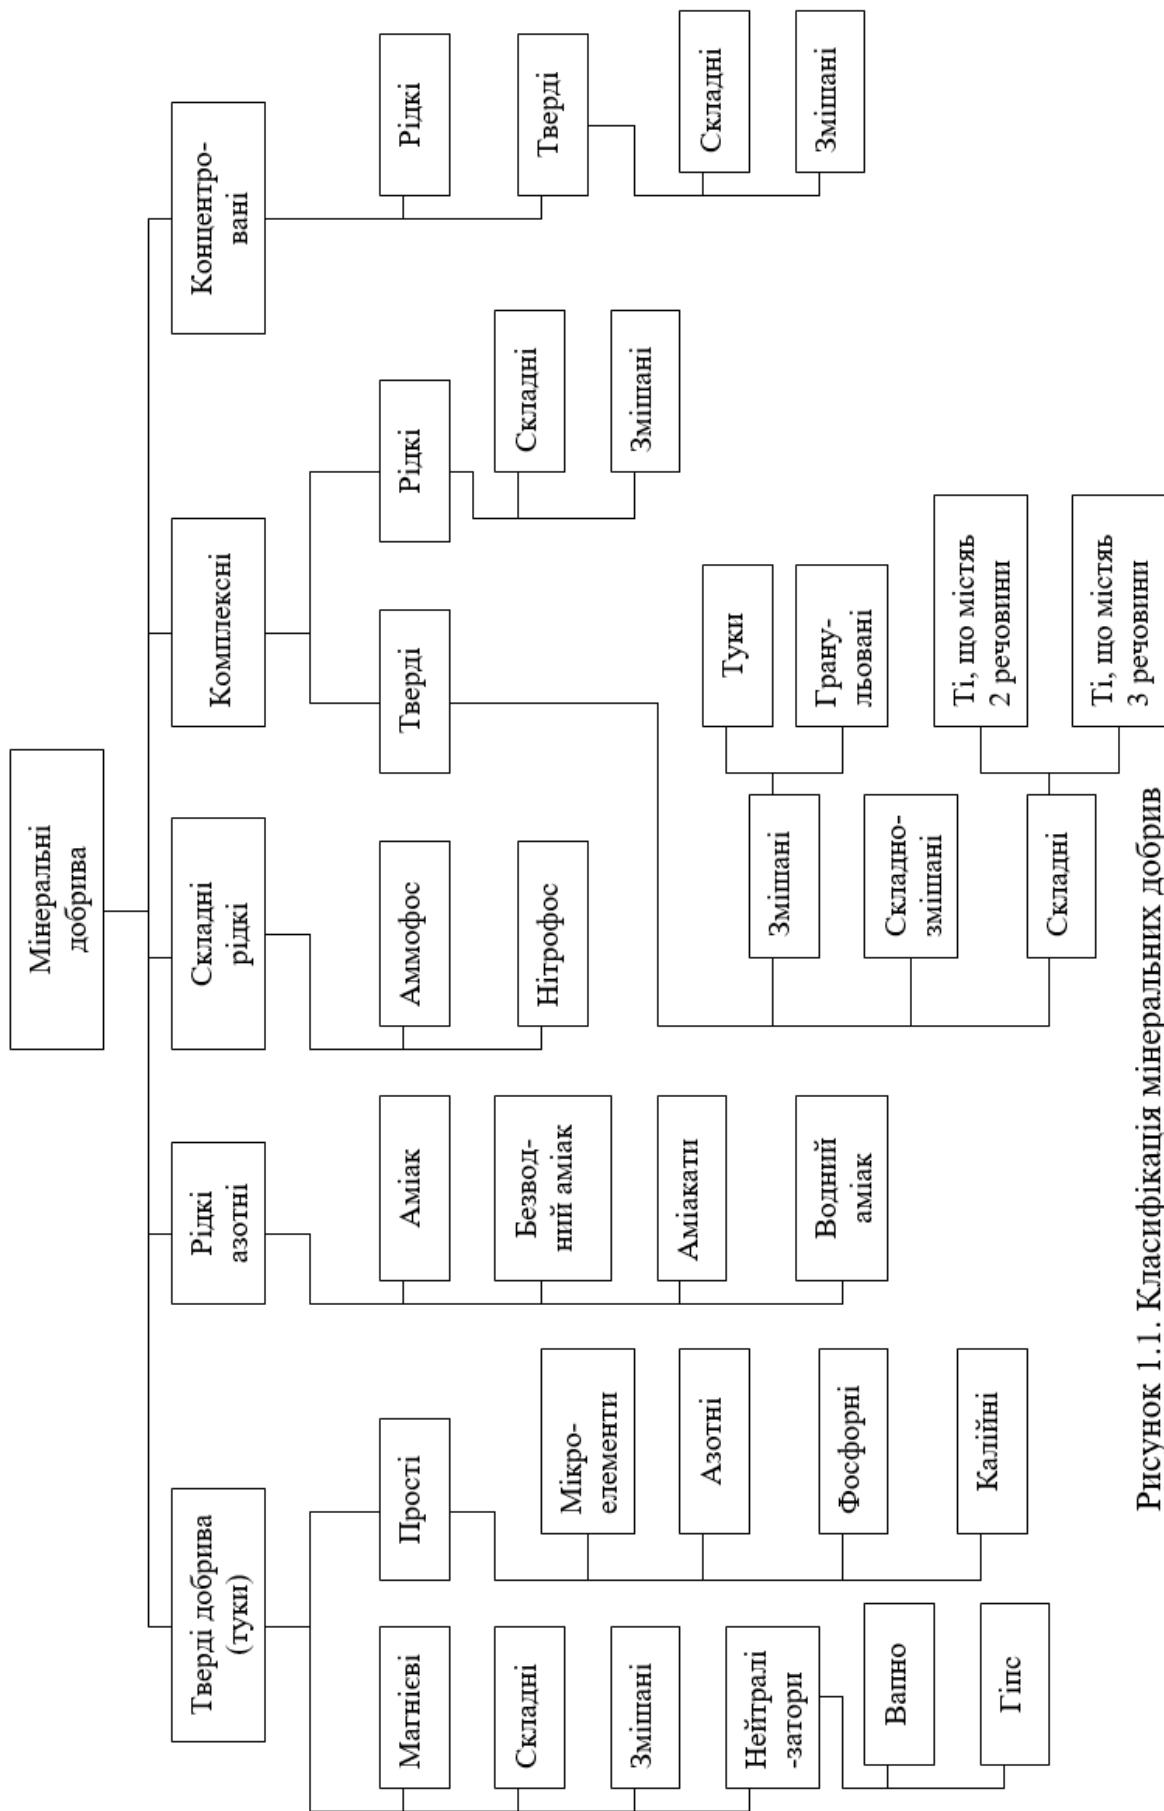 Мінеральні
добрива
Тверді добрива
(туки)
Рідкі
азотні
Складні
рідкі
Комплексні
Концентро-
вані
Магнієві
Складні
Змішані
Нейтралі
-затори
Вапно
Гіпс
Прості
Мікро-
елементи
Азотні
Фосфорні
Калійні
Аміак
Безвод-
ний аміак
Аміакати
Водний
аміак
Аммофос
Нітрофос
Тверді
Змішані
Туки
Грану-
льовані
Складно-
змішані
Складні
Ті, що містяь
2 речовини
Ті, що містяь
3 речовини
Рідкі
Складні
Змішані
Рідкі
Тверді
Складні
Змішані
Рисунок 1.1. Класифікація мінеральних добрив